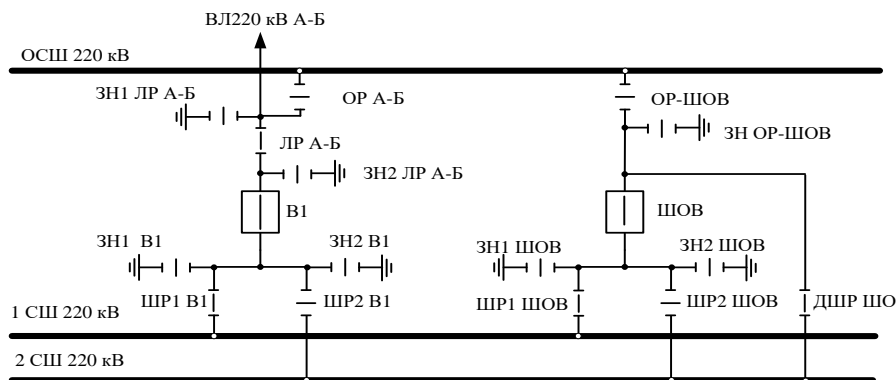 ВЛ220 кВ А-Б
ОСШ 220 кВ
ЗН1 ЛР А-Б
ОР А-Б
ОР-ШОВ
ЗН ОР-ШОВ
ЛР А-Б
ЗН2 ЛР А-Б
В1
ШОВ
ЗН1 В1
ЗН2 В1
ЗН1 ШОВ
ЗН2 ШОВ
ШР1 В1
ШР2 В1
ШР1 ШОВ
ШР2 ШОВ
ДШР ШО
1 СШ 220 кВ
2 СШ 220 кВ